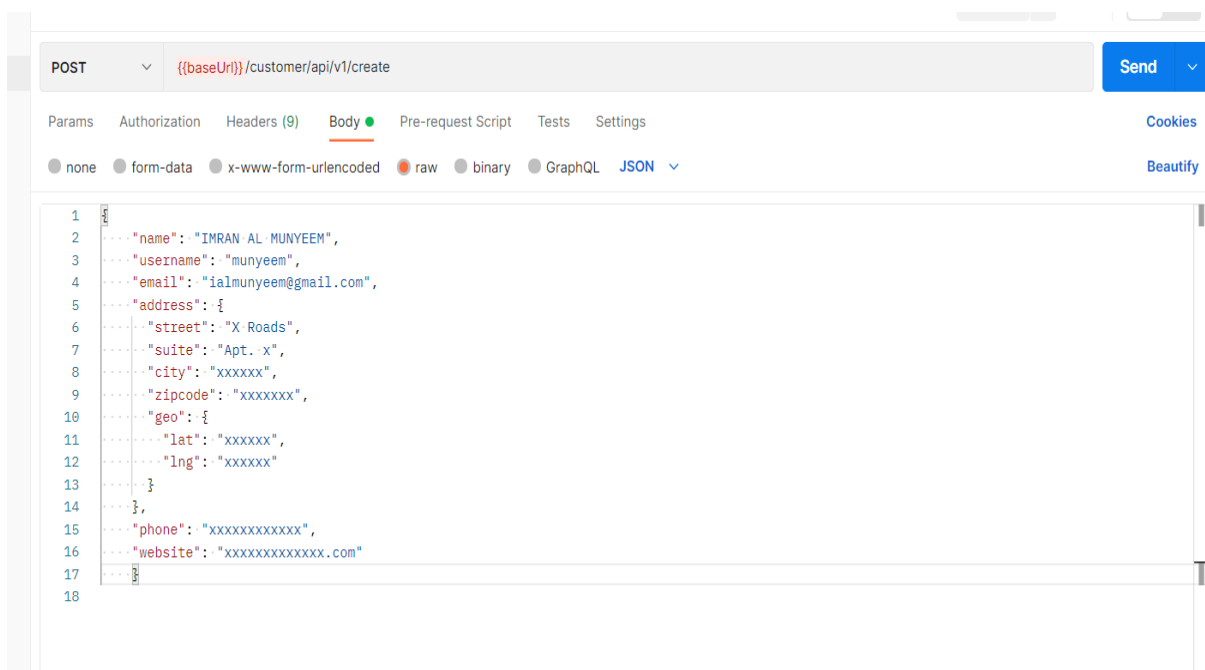 POST {{baseUrl}}/customer/api/v1/create Send
Params Authorization Headers (9) Body Pre-request Script Tests Settings Cookies
none form-data x-www-form-urlencoded raw binary GraphQL JSON Beautify
1 {
2 "name": "IMRAN AL MUNYEEM",
3 "username": "munyeem",
4 "email": "ialmunyeem@gmail.com",
5 "address": {
6 "street": "X Roads",
7 "suite": "Apt. x",
8 "city": "xxxxxx",
9 "zipcode": "xxxxxxx",
10 "geo": {
11 "lat": "xxxxxx",
12 "lng": "xxxxxx"
13 }
14 },
15 "phone": "xxxxxxxxxxxx",
16 "website": "xxxxxxxxxxxxx.com"
17 }
18